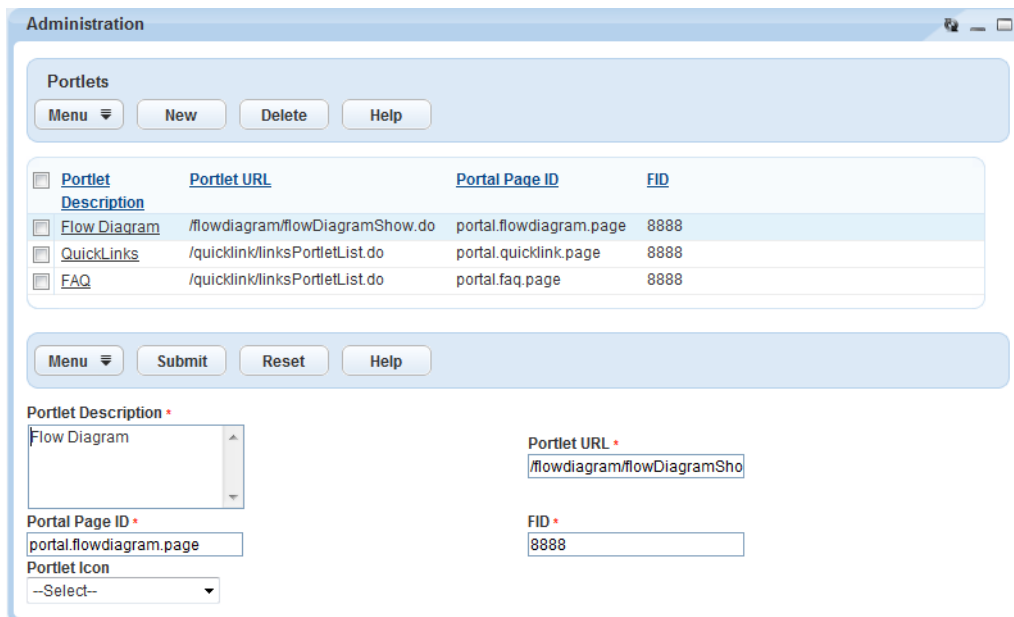 Administration
Portlets
Menu New Delete Help
Portlet Description Portlet URL Portal Page ID FID
Flow Diagram /flowdiagram/flowDiagramShow.do portal.flowdiagram.page 8888
QuickLinks /quicklink/linksPortletList.do portal.quicklink.page 8888
FAQ /quicklink/linksPortletList.do portal.faq.page 8888
Menu Submit Reset Help
Portlet Description *
Flow Diagram
Portlet URL *
/flowdiagram/flowDiagramSho
Portal Page ID * FID *
portal.flowdiagram.page 8888
Portlet Icon
--Select--